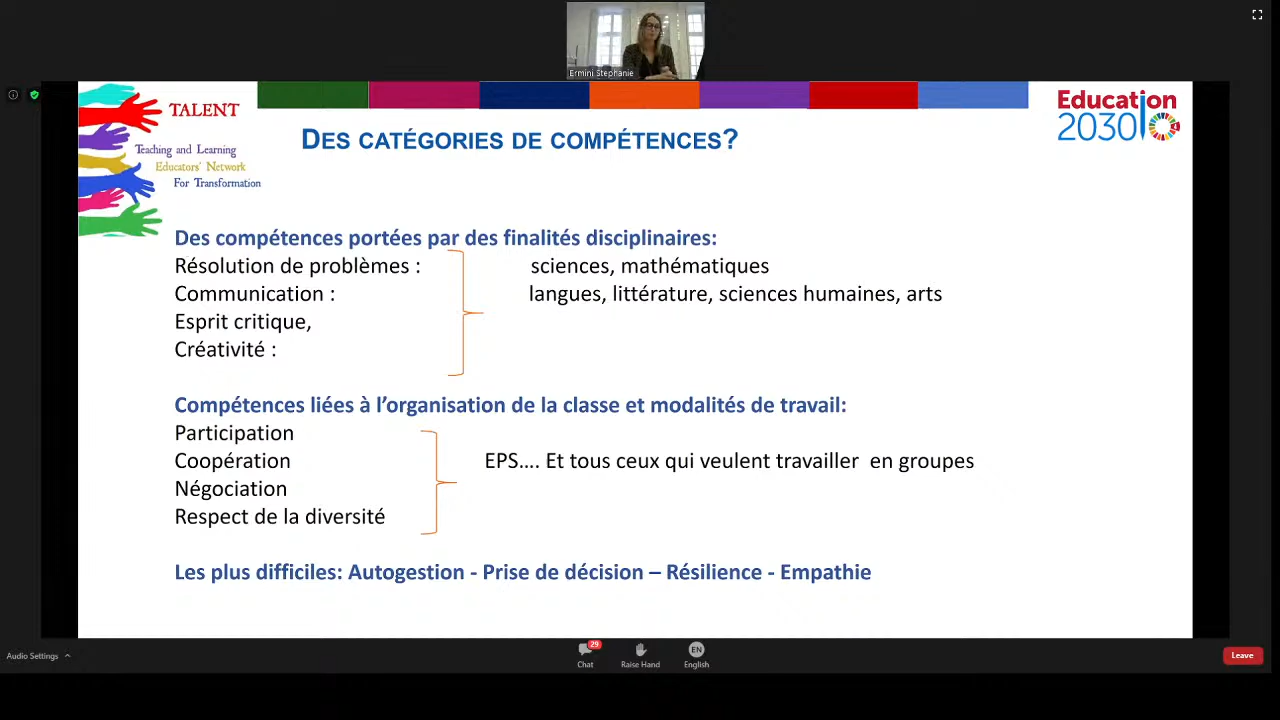 Ermini Stephanie
TALENT
Teaching and Learning
Educators' Network
For Transformation
Education
2030
DES CATÉGORIES DE COMPÉTENCES?
Des compétences portées par des finalités disciplinaires:
Résolution de problèmes : sciences, mathématiques
Communication : langues, littérature, sciences humaines, arts
Esprit critique,
Créativité :
Compétences liées à l’organisation de la classe et modalités de travail:
Participation
Coopération EPS…. Et tous ceux qui veulent travailler en groupes
Négociation
Respect de la diversité
Les plus difficiles: Autogestion - Prise de décision – Résilience - Empathie
Audio Settings
29
Chat
Raise Hand
EN
English
Leave